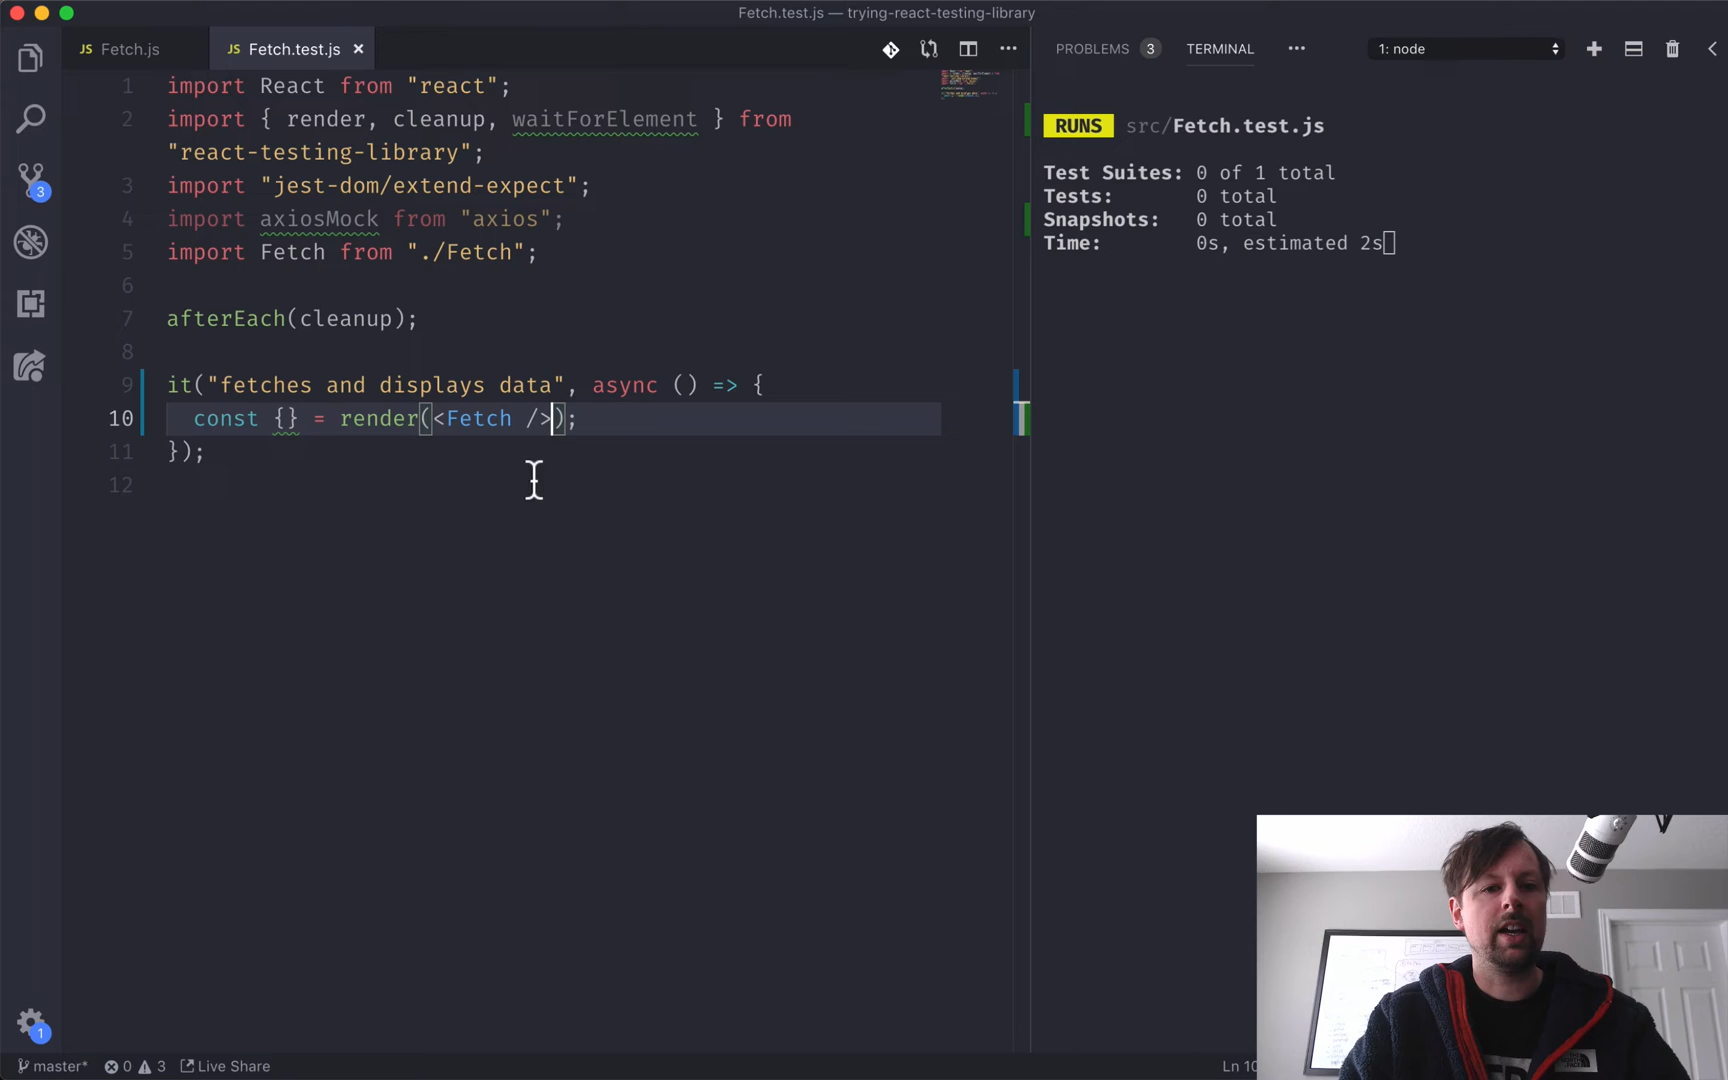 Fetch.test.js — trying-react-testing-library
JS Fetch.js
JS Fetch.test.js
PROBLEMS 3 TERMINAL
1: node
1 import React from "react";
2 import { render, cleanup, waitForElement } from
"react-testing-library";
3 import "jest-dom/extend-expect";
4 import axiosMock from "axios";
5 import Fetch from "./Fetch";
6
7 afterEach(cleanup);
8
9 it("fetches and displays data", async () => {
10 const {} = render(<Fetch />);
11 });
12
RUNS src/Fetch.test.js
Test Suites: 0 of 1 total
Tests: 0 total
Snapshots: 0 total
Time: 0s, estimated 2s
3
1
master* 0 3 Live Share
Ln 10